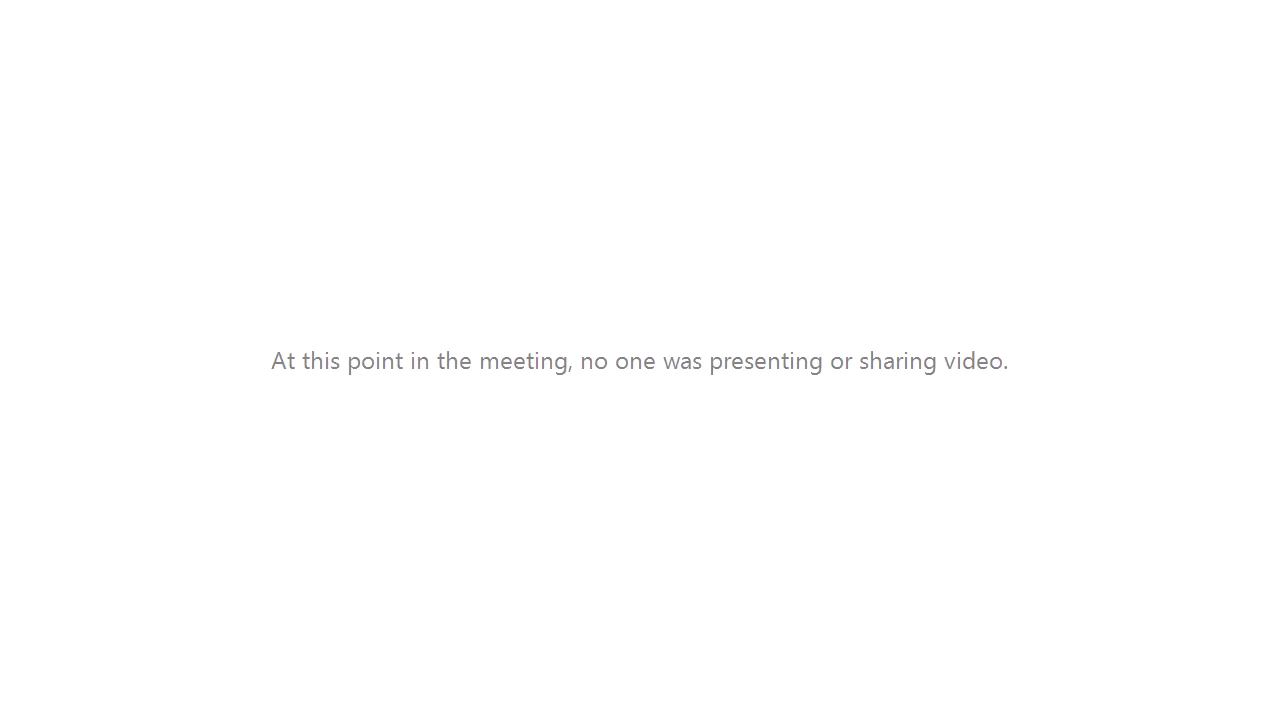 At this point in the meeting, no one was presenting or sharing video.